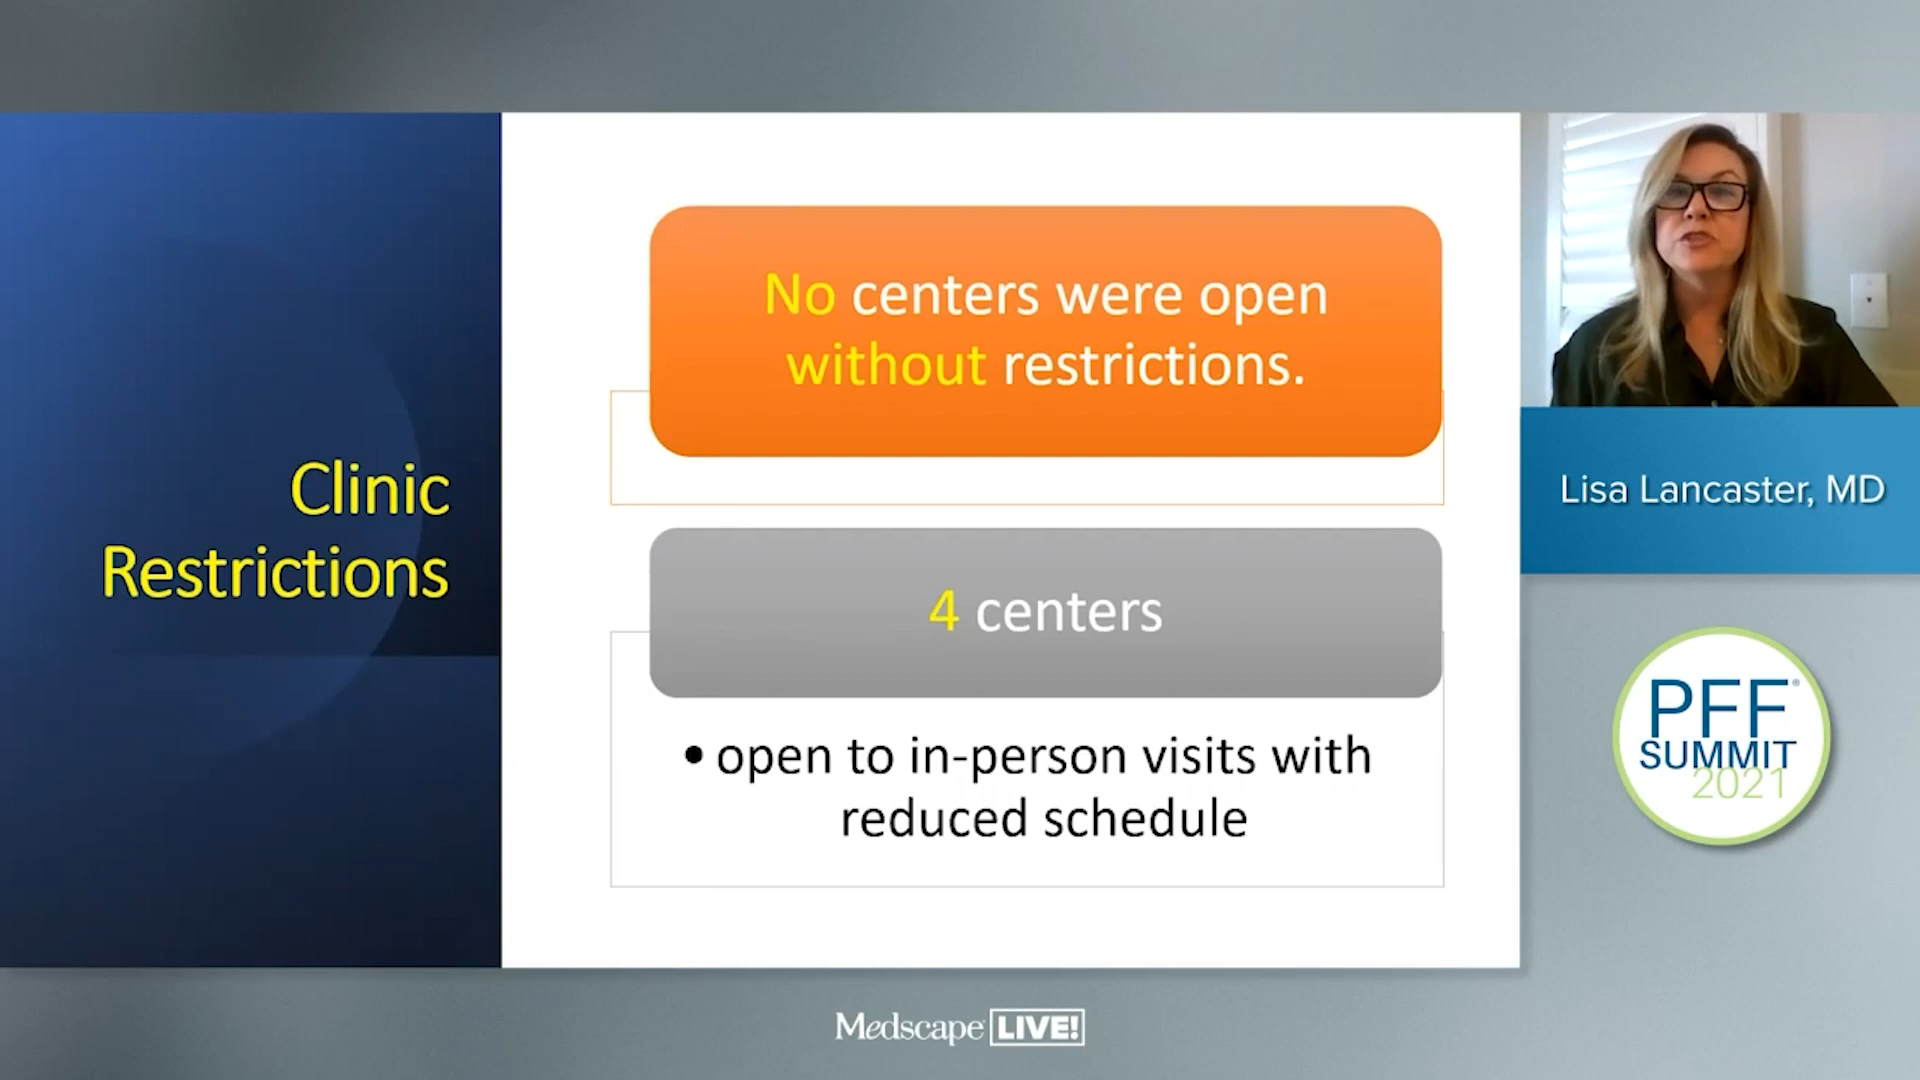 Clinic
Restrictions
No centers were open
without restrictions.
4 centers
• open to in-person visits with
reduced schedule
Lisa Lancaster, MD
PFF®
SUMMIT
2021
Medscape LIVE!